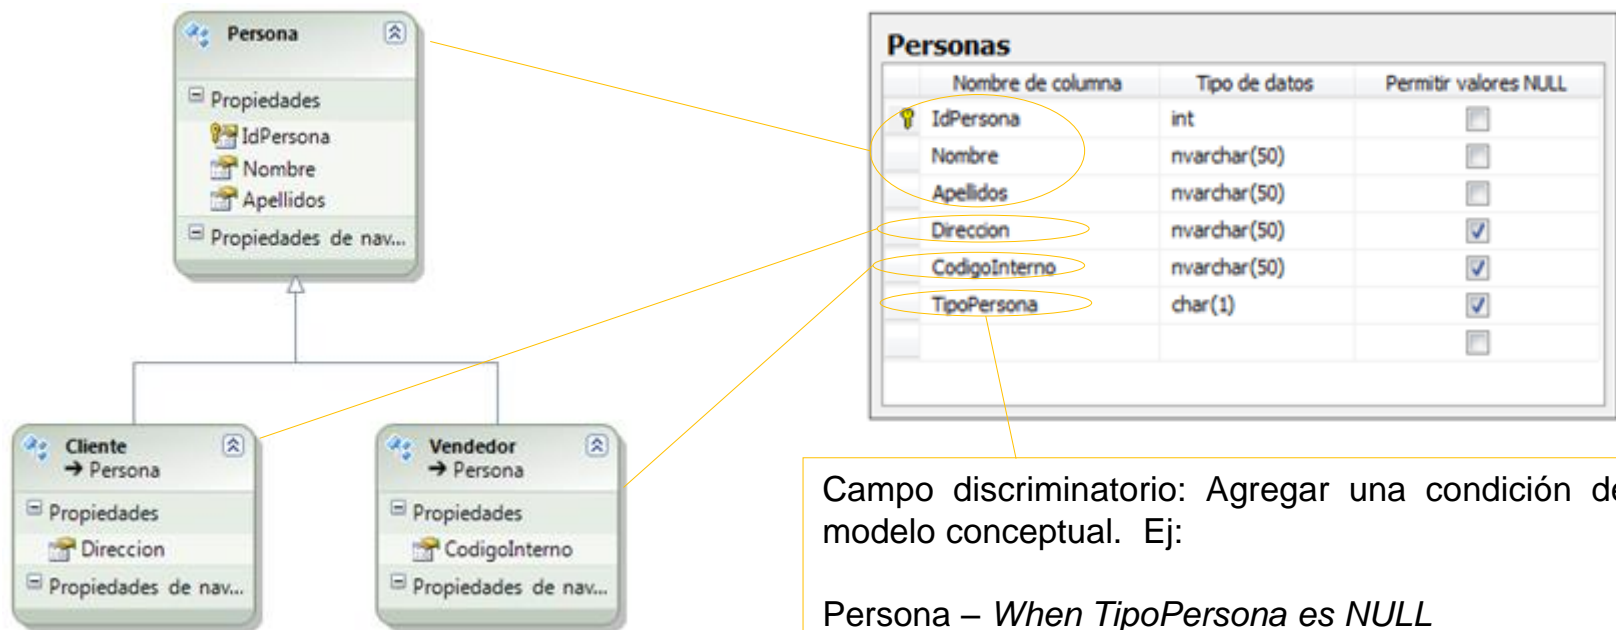 Persona
Propiedades
IdPersona
Nombre
Apellidos
Propiedades de nav...
Cliente
→ Persona
Propiedades
Direccion
Propiedades de nav...
Vendedor
→ Persona
Propiedades
CodigoInterno
Propiedades de nav...
Personas
Nombre de columna Tipo de datos Permitir valores NULL
IdPersona int
Nombre nvarchar(50)
Apellidos nvarchar(50)
Direccion nvarchar(50)
CodigoInterno nvarchar(50)
TipoPersona char(1)
Campo discriminatorio: Agregar una condición de
modelo conceptual. Ej:
Persona – When TipoPersona es NULL